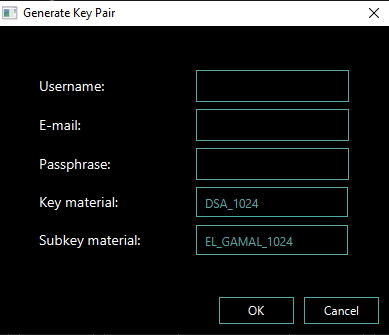 Generate Key Pair
Username:
E-mail:
Passphrase:
Key material:
DSA_1024
Subkey material:
EL_GAMAL_1024
OK
Cancel